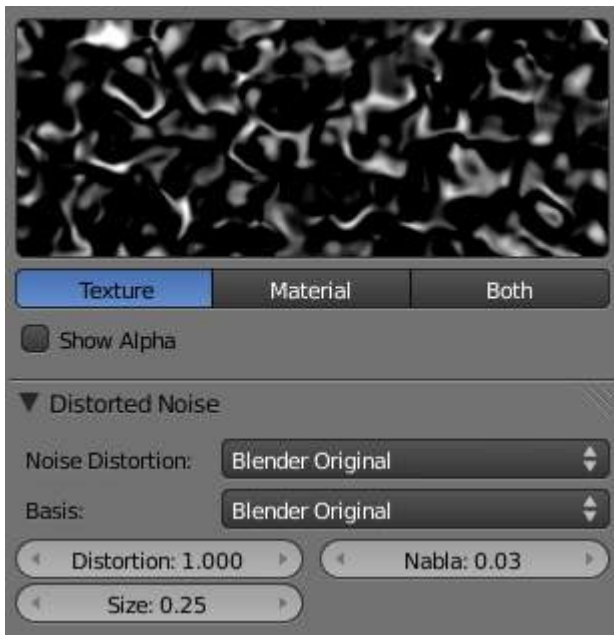 Texture Material Both
Show Alpha
Distorted Noise
Noise Distortion: Blender Original
Basis: Blender Original
Distortion: 1.000 Nabla: 0.03
Size: 0.25